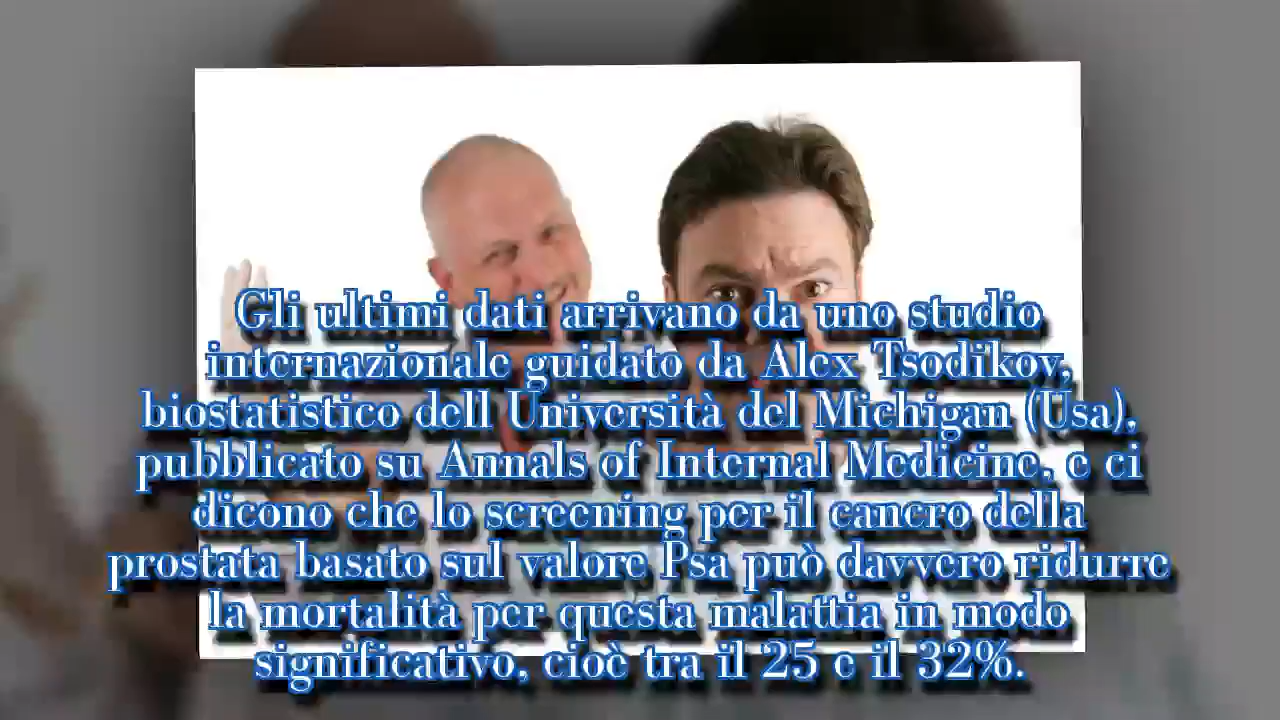 Gli ultimi dati arrivano da uno studio
internazionale guidato da Alex Tsodikov,
biostatistico dell Università del Michigan (Usa),
pubblicato su Annals of Internal Medicine, e ci
dicono che lo screening per il cancro della
prostata basato sul valore Psa può davvero ridurre
la mortalità per questa malattia in modo
significativo, cioè tra il 25 e il 32%.